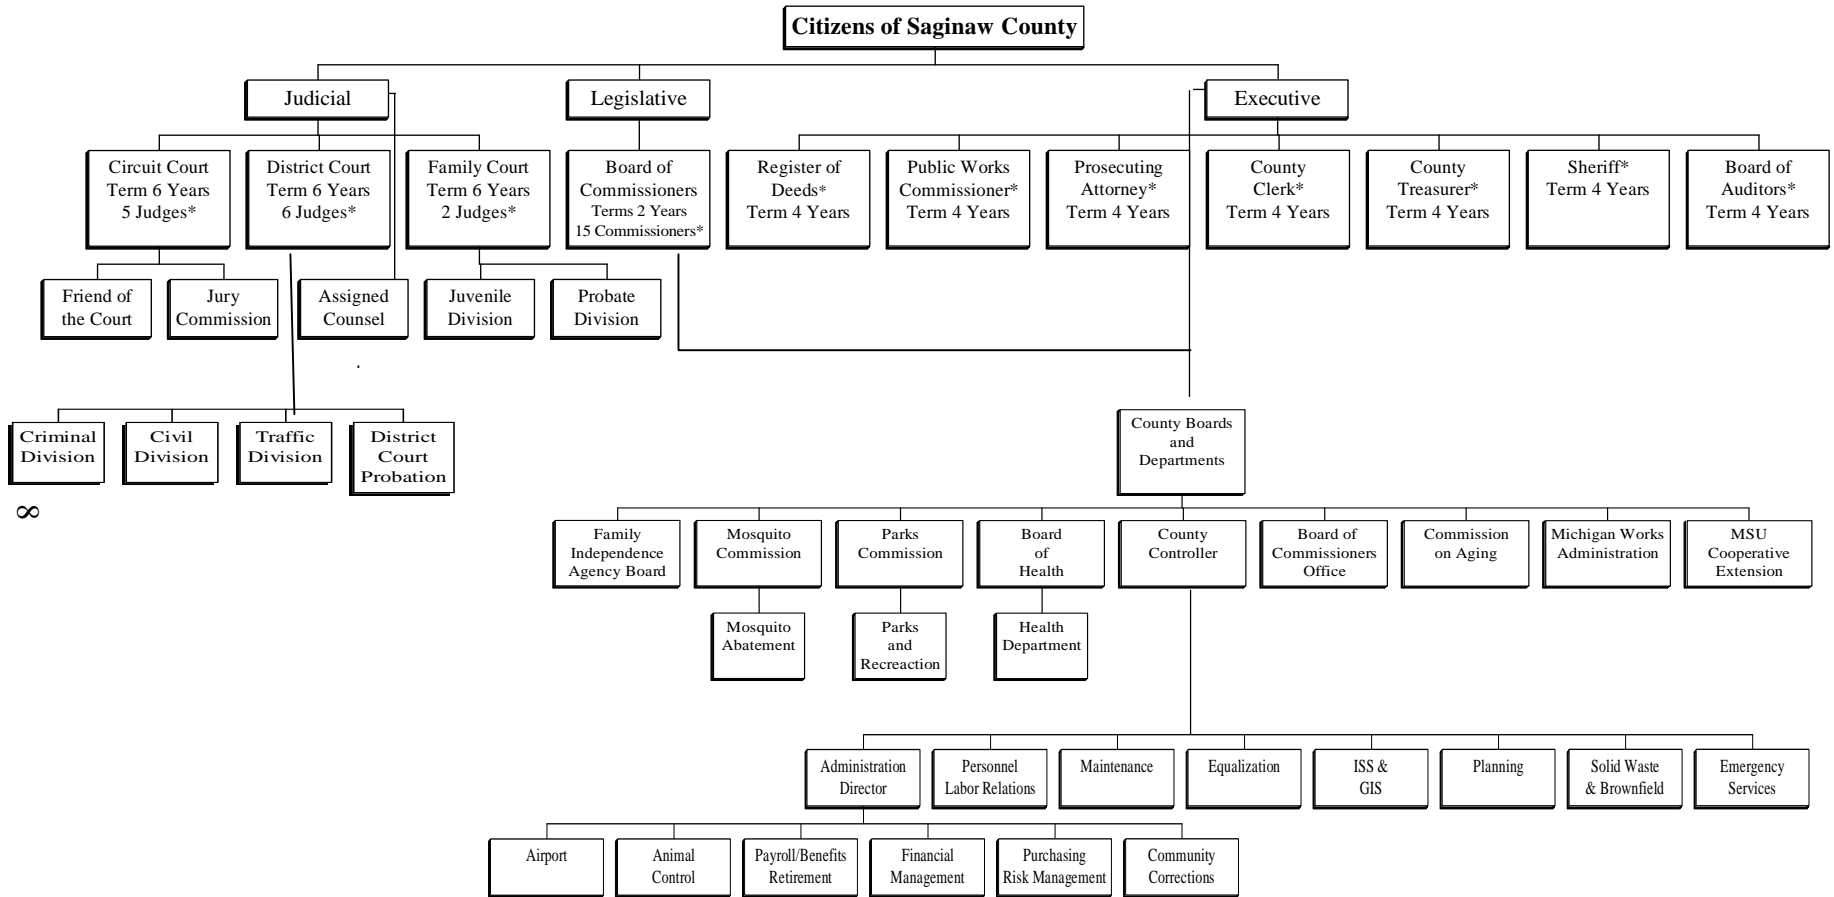 Citizens of Saginaw County
Judicial
Legislative
Executive
Circuit Court
Term 6 Years
5 Judges*
District Court
Term 6 Years
6 Judges*
Family Court
Term 6 Years
2 Judges*
Board of
Commissioners
Terms 2 Years
15 Commissioners*
Register of
Deeds*
Term 4 Years
Public Works
Commissioner*
Term 4 Years
Prosecuting
Attorney*
Term 4 Years
County
Clerk*
Term 4 Years
County
Treasurer*
Term 4 Years
Sheriff*
Term 4 Years
Board of
Auditors*
Term 4 Years
Friend of
the Court
Jury
Commission
Assigned
Counsel
Juvenile
Division
Probate
Division
Criminal
Division
Civil
Division
Traffic
Division
District
Court
Probation
County Boards
and
Departments
8
Family
Independence
Agency Board
Mosquito
Commission
Parks
Commission
Board
of
Health
County
Controller
Board of
Commissioners
Office
Commission
on Aging
Michigan Works
Administration
MSU
Cooperative
Extension
Mosquito
Abatement
Parks
and
Recreaction
Health
Department
Administration
Director
Personnel
Labor Relations
Maintenance
Equalization
ISS &
GIS
Planning
Solid Waste
& Brownfield
Emergency
Services
Airport
Animal
Control
Payroll/Benefits
Retirement
Financial
Management
Purchasing
Risk Management
Community
Corrections